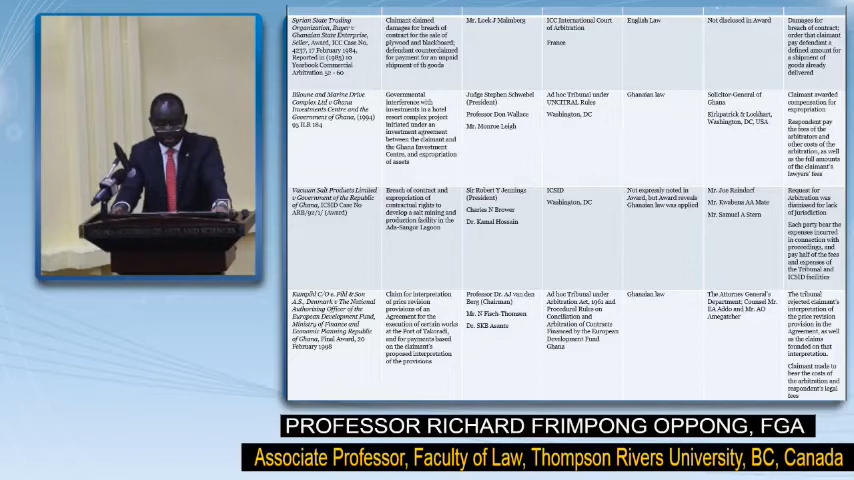 Syrian State Trading
Organization, Buyer v
Ghanaian State Enterprise,
Seller, Award, ICC Case No,
4237, 17 February 1984,
Reported in (1985) 10
Yearbook Commercial
Arbitration 52 - 60
Claimant claimed
damages for breach of
contract for the sale of
plywood and blackboard;
defendant counterclaimed
for payment for an unpaid
shipment of th goods
Mr. Loek J Malmberg
ICC International Court
of Arbitration
France
English Law
Not disclosed in Award
Damages for
breach of contract;
order that claimant
pay defendant a
defined amount for
a shipment of
goods already
delivered
Biloune and Marine Drive
Complex Ltd v Ghana
Investments Centre and the
Government of Ghana, (1994)
95 ILR 184
Governmental
interference with
investments in a hotel
resort complex project
initiated under an
investment agreement
between the claimant and
the Ghana Investment
Centre, and expropriation
of assets
Judge Stephen Schwebel
(President)
Professor Don Wallace
Mr. Monroe Leigh
Ad hoc Tribunal under
UNCITRAL Rules
Washington, DC
Ghanaian law
Solicitor-General of
Ghana
Kirkpatrick & Lockhart,
Washington, DC, USA
Claimant awarded
compensation for
expropriation
Respondent pay
the fees of the
arbitrators and
other costs of the
arbitration, as well
as the full amounts
of the claimant's
lawyers' fees
Vacuum Salt Products Limited
v Government of the Republic
of Ghana, ICSID Case No
ARB/92/1/ (Award)
Breach of contract and
expropriation of
contractual rights to
develop a salt mining and
production facility in the
Ada-Songor Lagoon
Sir Robert Y Jennings
(President)
Charles N Brower
Dr. Kamal Hossain
ICSID
Washington, DC
Not expressly noted in
Award, but Award reveals
Ghanaian law was applied
Mr. Joe Reindorf
Mr. Kwabena AA Mate
Mr. Samuel A Stern
Request for
Arbitration was
dismissed for lack
of jurisdiction
Each party bear the
expenses incurred
in connection with
proceedings, and
pay half of the fees
and expenses of
the Tribunal and
ICSID facilities
Kampihl C/O v. Pihl & Son
A.S., Denmark v The National
Authorising Officer of the
European Development Fund,
Ministry of Finance and
Economic Planning Republic
of Ghana, Final Award, 20
February 1998
Claim for interpretation
of price revision
provisions of an
Agreement for the
execution of certain works
at the Port of Takoradi,
and for payments based
on the claimant's
proposed interpretation
of the provisions
Professor Dr. AJ van den
Berg (Chairman)
Mr. N Fisch-Thomsen
Dr. SKB Asante
Ad hoc Tribunal under
Arbitration Act, 1961 and
Procedural Rules on
Conciliation and
Arbitration of Contracts
Financed by the European
Development Fund
Ghana
Ghanaian law
The Attorney General's
Department; Counsel Mr.
EA Addo and Mr. AO
Amegatcher
The tribunal
rejected claimant's
interpretation of
the price revision
provision in the
Agreement, as well
as the claims
founded on that
interpretation.
Claimant made to
bear the costs of
the arbitration and
respondent's legal
fees
PROFESSOR RICHARD FRIMPONG OPPONG, FGA
Associate Professor, Faculty of Law, Thompson Rivers University, BC, Canada